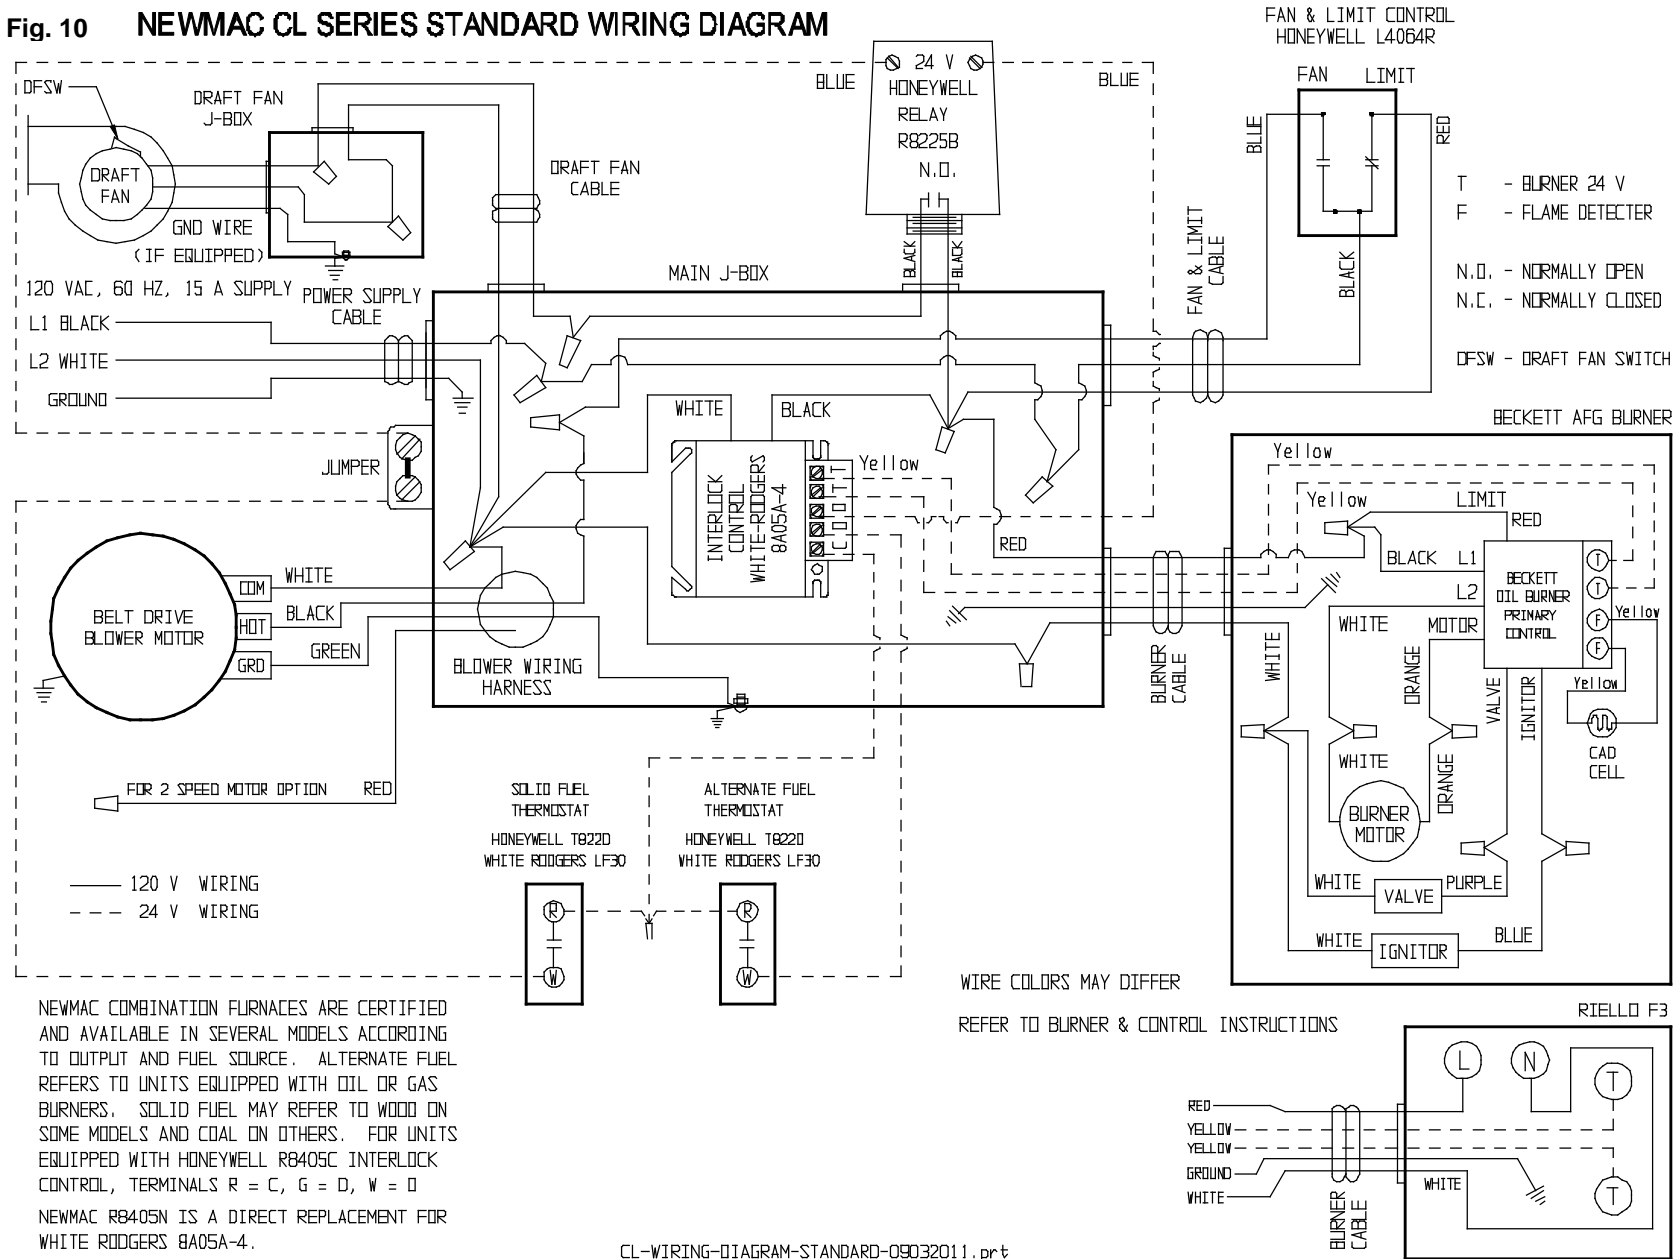 Fig. 10 NEWMAC CL SERIES STANDARD WIRING DIAGRAM
FAN & LIMIT CONTROL
HONEYWELL L4064R
FAN LIMIT
DFSW
DRAFT FAN
J-BOX
DRAFT
FAN
GND WIRE
(IF EQUIPPED)
DRAFT FAN
CABLE
BLUE
24 V
HONEYWELL
RELAY
R8225B
N.O.
BLUE
BLACK
BLACK
BLUE
RED
BLACK
FAN & LIMIT
CABLE
T - BURNER 24 V
F - FLAME DETECTER
N.O. - NORMALLY OPEN
N.C. - NORMALLY CLOSED
DFSW - DRAFT FAN SWITCH
120 VAC, 60 HZ, 15 A SUPPLY
POWER SUPPLY
CABLE
L1 BLACK
L2 WHITE
GROUND
MAIN J-BOX
JUMPER
WHITE
BLACK
INTERLOCK
CONTROL
WHITE-RODGERS
8A05A-4
T
T
O
D
C
Yellow
RED
BELT DRIVE
BLOWER MOTOR
COM
HOT
GRD
WHITE
BLACK
GREEN
BLOWER WIRING
HARNESS
FOR 2 SPEED MOTOR OPTION
RED
BURNER
CABLE
BECKETT AFG BURNER
Yellow
Yellow
LIMIT
RED
BLACK
L1
L2
WHITE
MOTOR
BECKETT
OIL BURNER
PRIMARY
CONTROL
T
T
F
F
Yellow
Yellow
WHITE
ORANGE
VALVE
IGNITOR
WHITE
ORANGE
CAD
CELL
BURNER
MOTOR
WHITE
VALVE
PURPLE
WHITE
IGNITOR
BLUE
SOLID FUEL
THERMOSTAT
HONEYWELL T822D
WHITE RODGERS LF30
R
W
ALTERNATE FUEL
THERMOSTAT
HONEYWELL T822D
WHITE RODGERS LF30
R
W
120 V WIRING
24 V WIRING
WIRE COLORS MAY DIFFER
REFER TO BURNER & CONTROL INSTRUCTIONS
NEWMAC COMBINATION FURNACES ARE CERTIFIED
AND AVAILABLE IN SEVERAL MODELS ACCORDING
TO OUTPUT AND FUEL SOURCE. ALTERNATE FUEL
REFERS TO UNITS EQUIPPED WITH OIL OR GAS
BURNERS. SOLID FUEL MAY REFER TO WOOD ON
SOME MODELS AND COAL ON OTHERS. FOR UNITS
EQUIPPED WITH HONEYWELL R8405C INTERLOCK
CONTROL, TERMINALS R = C, G = D, W = O
NEWMAC R8405N IS A DIRECT REPLACEMENT FOR
WHITE RODGERS 8A05A-4.
RIELLO F3
L
N
T
T
RED
YELLOW
YELLOW
GROUND
WHITE
WHITE
BURNER
CABLE
CL-WIRING-DIAGRAM-STANDARD-09032011.prt